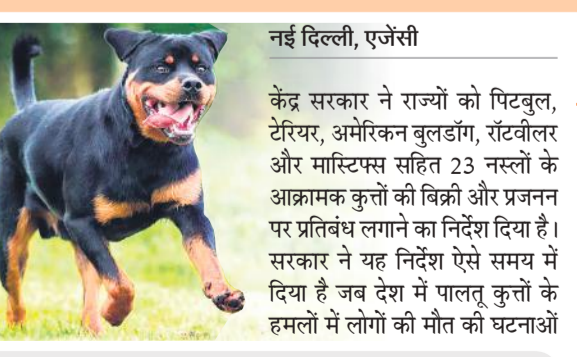 नई दिल्ली, एजेंसी
केंद्र सरकार ने राज्यों को पिटबुल,
टेरियर, अमेरिकन बुलडॉग, रॉटवीलर
और मास्टिफ्स सहित 23 नस्लों के
आक्रामक कुत्तों की बिक्री और प्रजनन
पर प्रतिबंध लगाने का निर्देश दिया है।
सरकार ने यह निर्देश ऐसे समय में
दिया है जब देश में पालतू कुत्तों के
हमलों में लोगों की मौत की घटनाओं